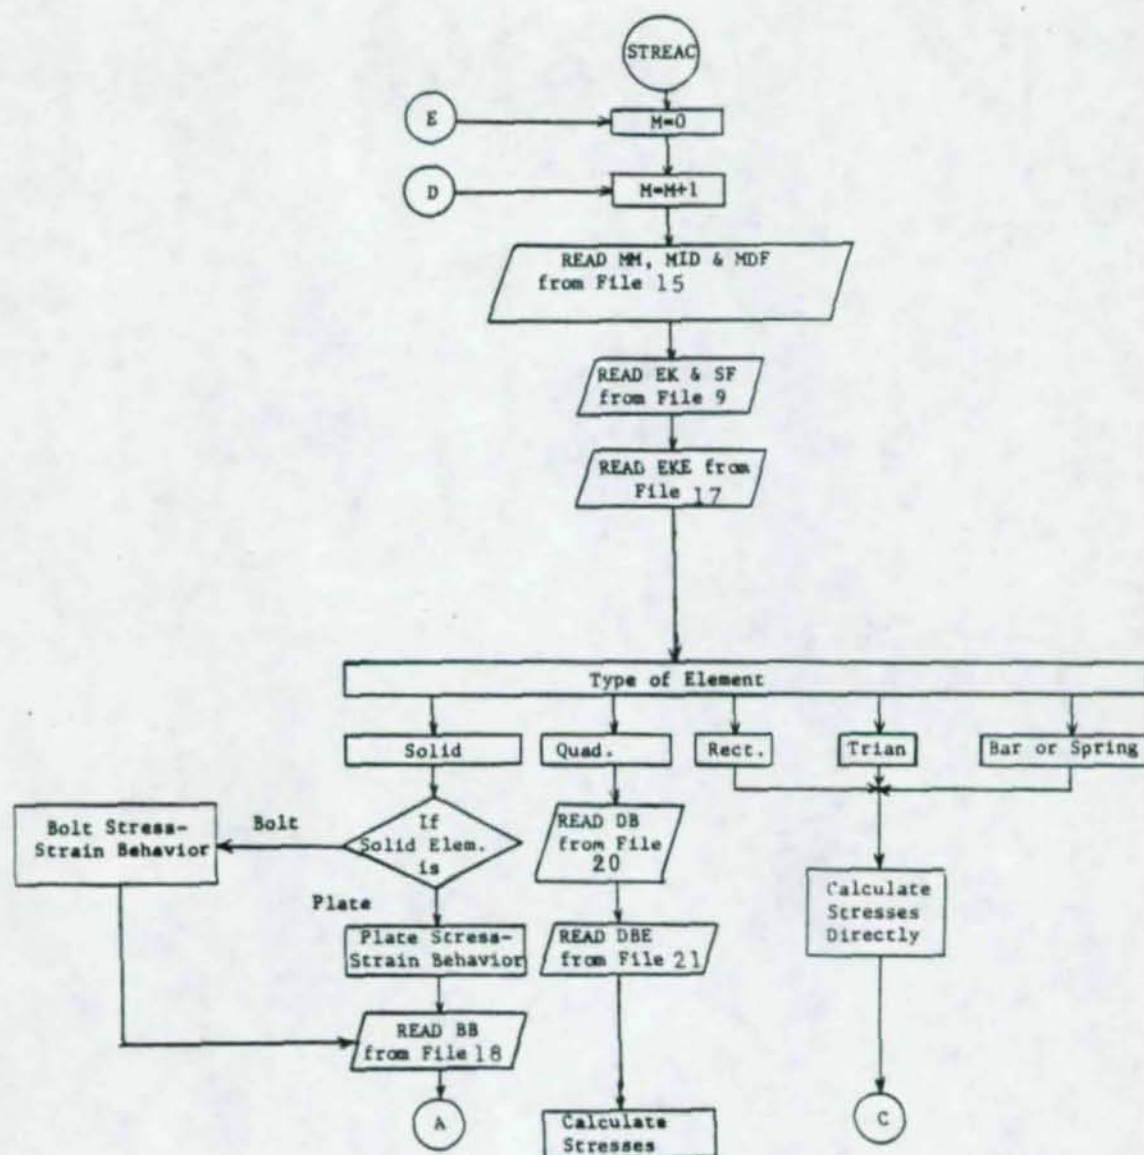 STREAC
E
M=0
D
M=M+1
READ MM, MID & MDF
from File 15
READ EK & SF
from File 9
READ EKE from
File 17
Type of Element
Solid
Quad.
Rect.
Trian
Bar or Spring
Bolt Stress-
Strain Behavior
Bolt
If
Solid Elem.
is
READ DB
from File
20
Calculate
Stresses
Directly
Plate
Plate Stress-
Strain Behavior
READ DBE
from File 21
READ BB
from File 18
A
Calculate
Stresses
C